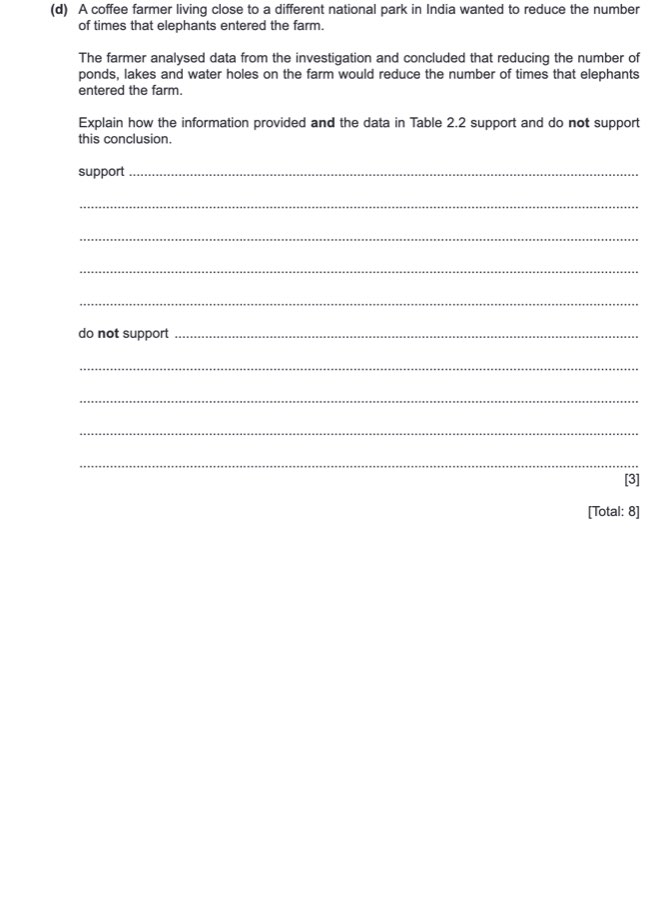 (d) A coffee farmer living close to a different national park in India wanted to reduce the number
of times that elephants entered the farm.
The farmer analysed data from the investigation and concluded that reducing the number of
ponds, lakes and water holes on the farm would reduce the number of times that elephants
entered the farm.
Explain how the information provided and the data in Table 2.2 support and do not support
this conclusion.
support
do not support
[3]
[Total: 8]